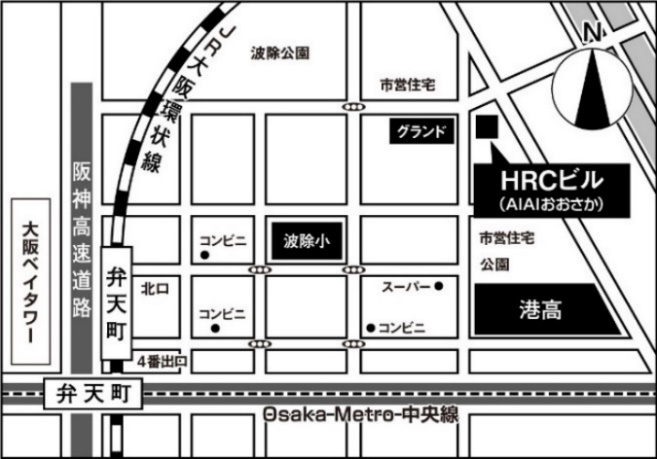 N
波除公園
JR大阪環状線
市営住宅
グランド
HRCビル
(AIAIおおさか)
阪神高速道路
大阪ベイタワー
コンビニ
波除小
市営住宅
公園
弁天町
北口
スーパー
港高
コンビニ
コンビニ
4番出口
弁天町
Osaka-Metro-中央線